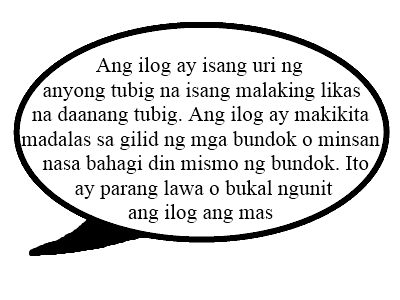 Ang ilog ay isang uri ng
anyong tubig na isang malaking likas
na daanang tubig. Ang ilog ay makikita
madalas sa gilid ng mga bundok o minsan
nasa bahagi din mismo ng bundok. Ito
ay parang lawa o bukal ngunit
ang ilog ang mas